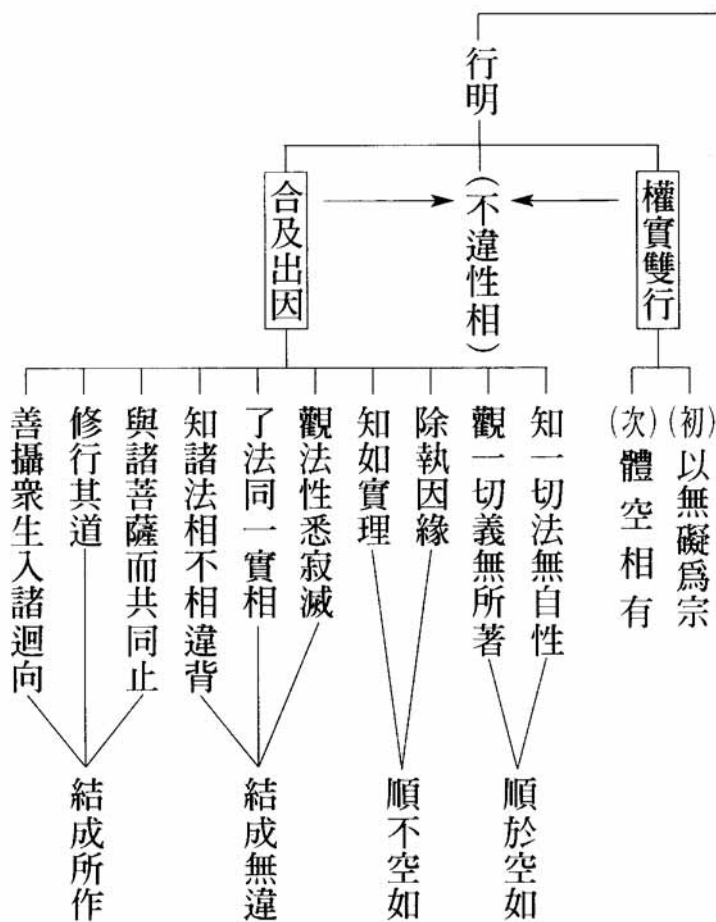 行明
權實雙行
(不違性相)
合及出因
(初)以無礙爲宗
(次)體空相有
知一切法無自性
觀一切義無所著
除執因緣
知如實理
觀法性悉寂滅
了法同一實相
知諸法相不相違背
與諸菩薩而共同止
修行其道
善攝衆生入諸迴向
順於空如
順不空如
結成無違
結成所作